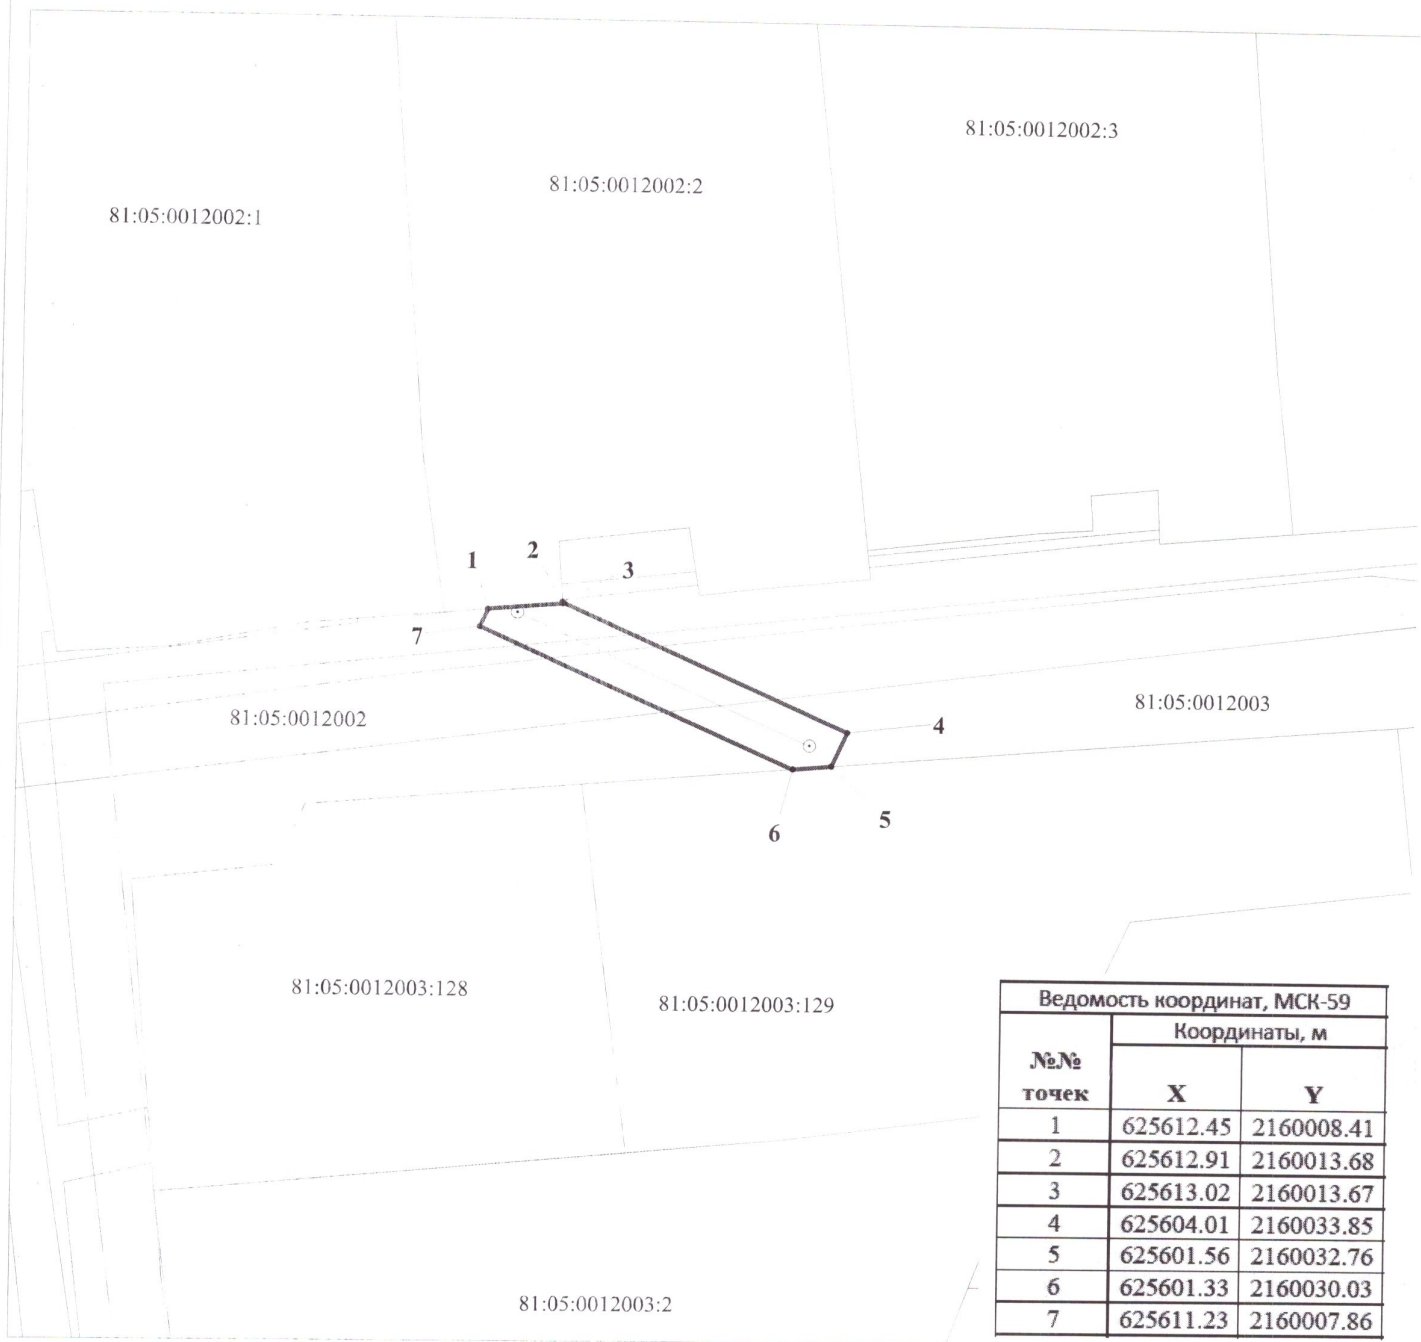 81:05:0012002:3
81:05:0012002:2
81:05:0012002:1
2
1
3
7
81:05:0012003
81:05:0012002
4
5
6
81:05:0012003:128
81:05:0012003:129
Ведомость координат, МСК-59
№№ точек
Координаты, м
X Y
1 625612.45 2160008.41
2 625612.91 2160013.68
3 625613.02 2160013.67
4 625604.01 2160033.85
5 625601.56 2160032.76
6 625601.33 2160030.03
7 625611.23 2160007.86
81:05:0012003:2